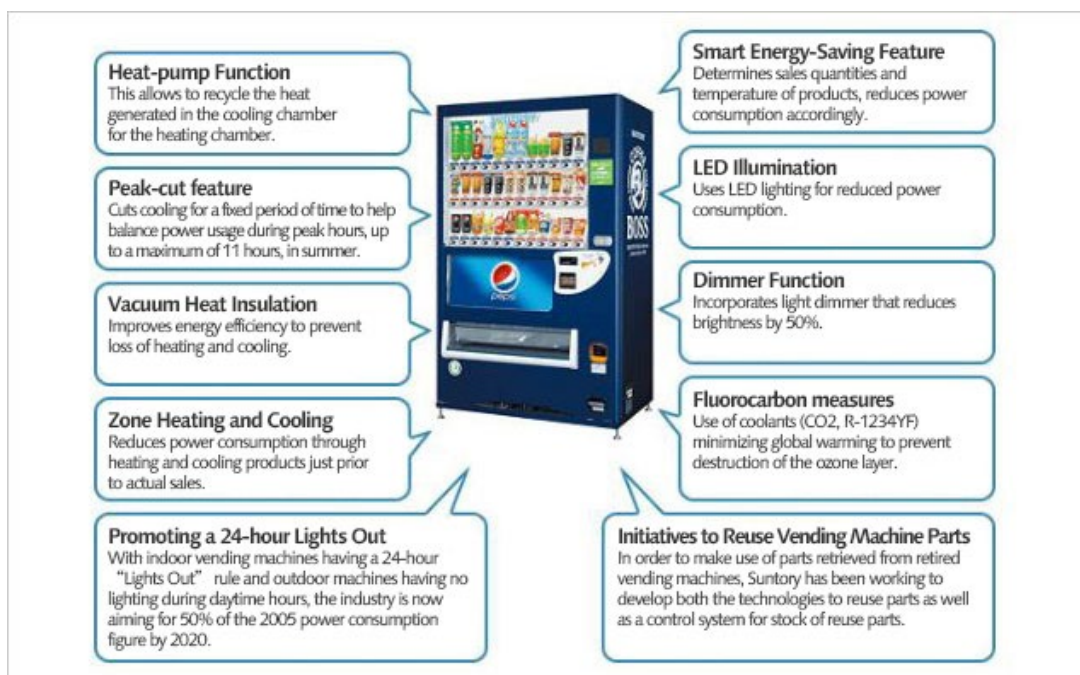 Heat-pump Function
This allows to recycle the heat
generated in the cooling chamber
for the heating chamber.
Peak-cut feature
Cuts cooling for a fixed period of time to help
balance power usage during peak hours, up
to a maximum of 11 hours, in summer.
Vacuum Heat Insulation
Improves energy efficiency to prevent
loss of heating and cooling.
Zone Heating and Cooling
Reduces power consumption through
heating and cooling products just prior
to actual sales.
Promoting a 24-hour Lights Out
With indoor vending machines having a 24-hour
“Lights Out” rule and outdoor machines having no
lighting during daytime hours, the industry is now
aiming for 50% of the 2005 power consumption
figure by 2020.
pepsi
BOSS
Smart Energy-Saving Feature
Determines sales quantities and
temperature of products, reduces power
consumption accordingly.
LED Illumination
Uses LED lighting for reduced power
consumption.
Dimmer Function
Incorporates light dimmer that reduces
brightness by 50%.
Fluorocarbon measures
Use of coolants (CO2, R-1234YF)
minimizing global warming to prevent
destruction of the ozone layer.
Initiatives to Reuse Vending Machine Parts
In order to make use of parts retrieved from retired
vending machines, Suntory has been working to
develop both the technologies to reuse parts as well
as a control system for stock of reuse parts.